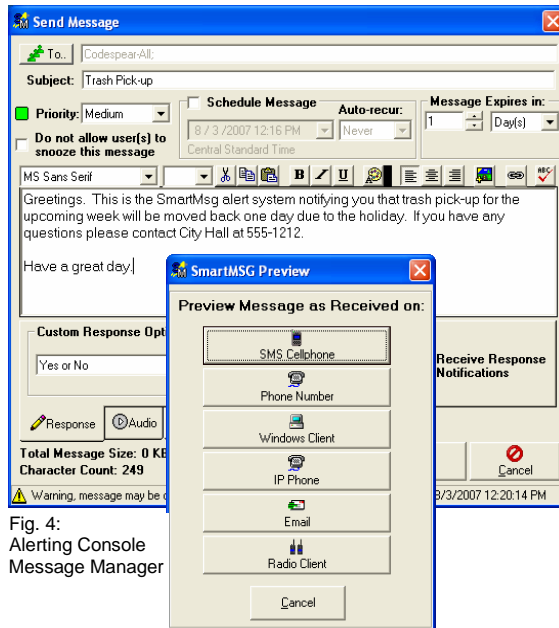 Send Message
To..
Codespear-All;
Subject: Trash Pick-up
Priority: Medium
Do not allow user(s) to
snooze this message
Schedule Message
Auto-recur:
8 / 3 /2007 12:16 PM
Never
Central Standard Time
Message Expires in:
1
Day(s)
MS Sans Serif
B I U
ABC
Greetings. This is the SmartMsg alert system notifying you that trash pick-up for the
upcoming week will be moved back one day due to the holiday. If you have any
questions please contact City Hall at 555-1212.
Have a great day.
Custom Response Opt
Yes or No
Receive Response
Notifications
Response
Audio
Total Message Size: 0 KB
Character Count: 249
Cancel
Warning, message may be
8/3/2007 12:20:14 PM
SmartMSG Preview
Preview Message as Received on:
SMS Cellphone
Phone Number
Windows Client
IP Phone
Email
Radio Client
Cancel
Fig. 4:
Alerting Console
Message Manager